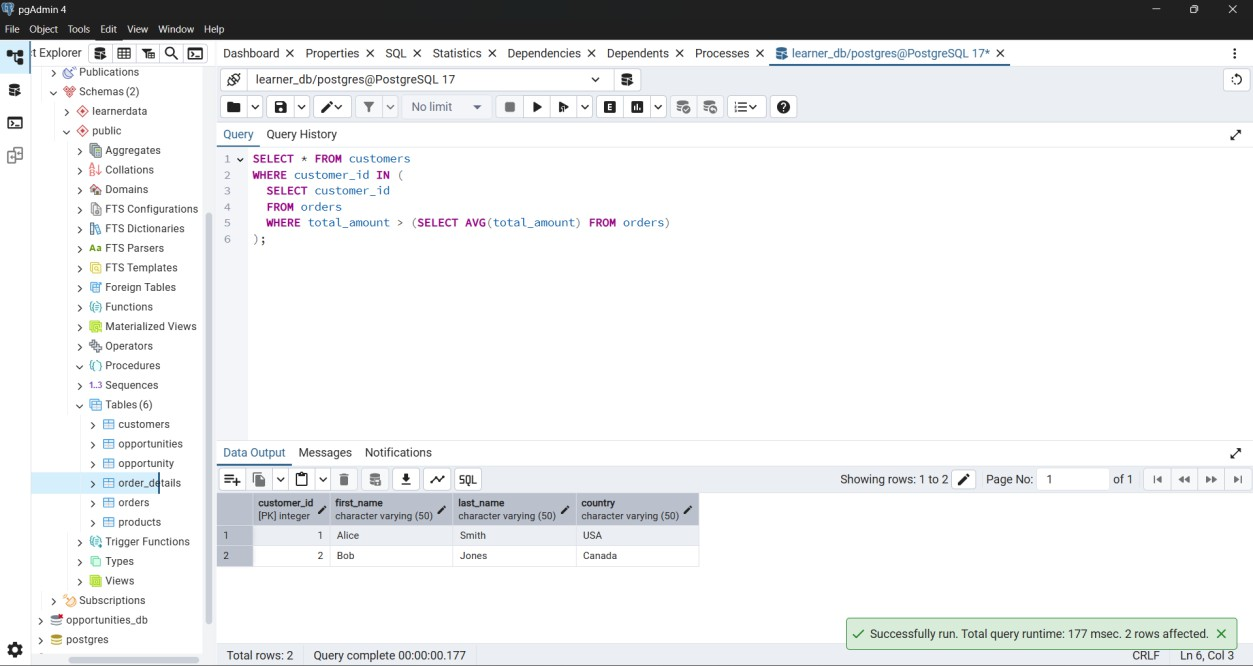 pgAdmin 4
File Object Tools Edit View Window Help
t Explorer
Dashboard Properties SQL Statistics Dependencies Dependents Processes learner_db/postgres@PostgreSQL 17*
Publications
Schemas (2)
learnerdata
public
Aggregates
Collations
Domains
FTS Configurations
FTS Dictionaries
FTS Parsers
FTS Templates
Foreign Tables
Functions
Materialized Views
Operators
Procedures
1..3 Sequences
Tables (6)
customers
opportunities
opportunity
order_details
orders
products
Trigger Functions
Types
Views
Subscriptions
opportunities_db
postgres
learner_db/postgres@PostgreSQL 17
No limit
Query Query History
1 SELECT * FROM customers
2 WHERE customer_id IN (
3 SELECT customer_id
4 FROM orders
5 WHERE total_amount > (SELECT AVG(total_amount) FROM orders)
6 );
Data Output Messages Notifications
SQL Showing rows: 1 to 2 Page No: 1 of 1
customer_id first_name last_name country
[PK] integer character varying (50) character varying (50) character varying (50)
1 1 Alice Smith USA
2 2 Bob Jones Canada
Successfully run. Total query runtime: 177 msec. 2 rows affected.
Total rows: 2 Query complete 00:00:00.177 CRLF Ln 6, Col 3